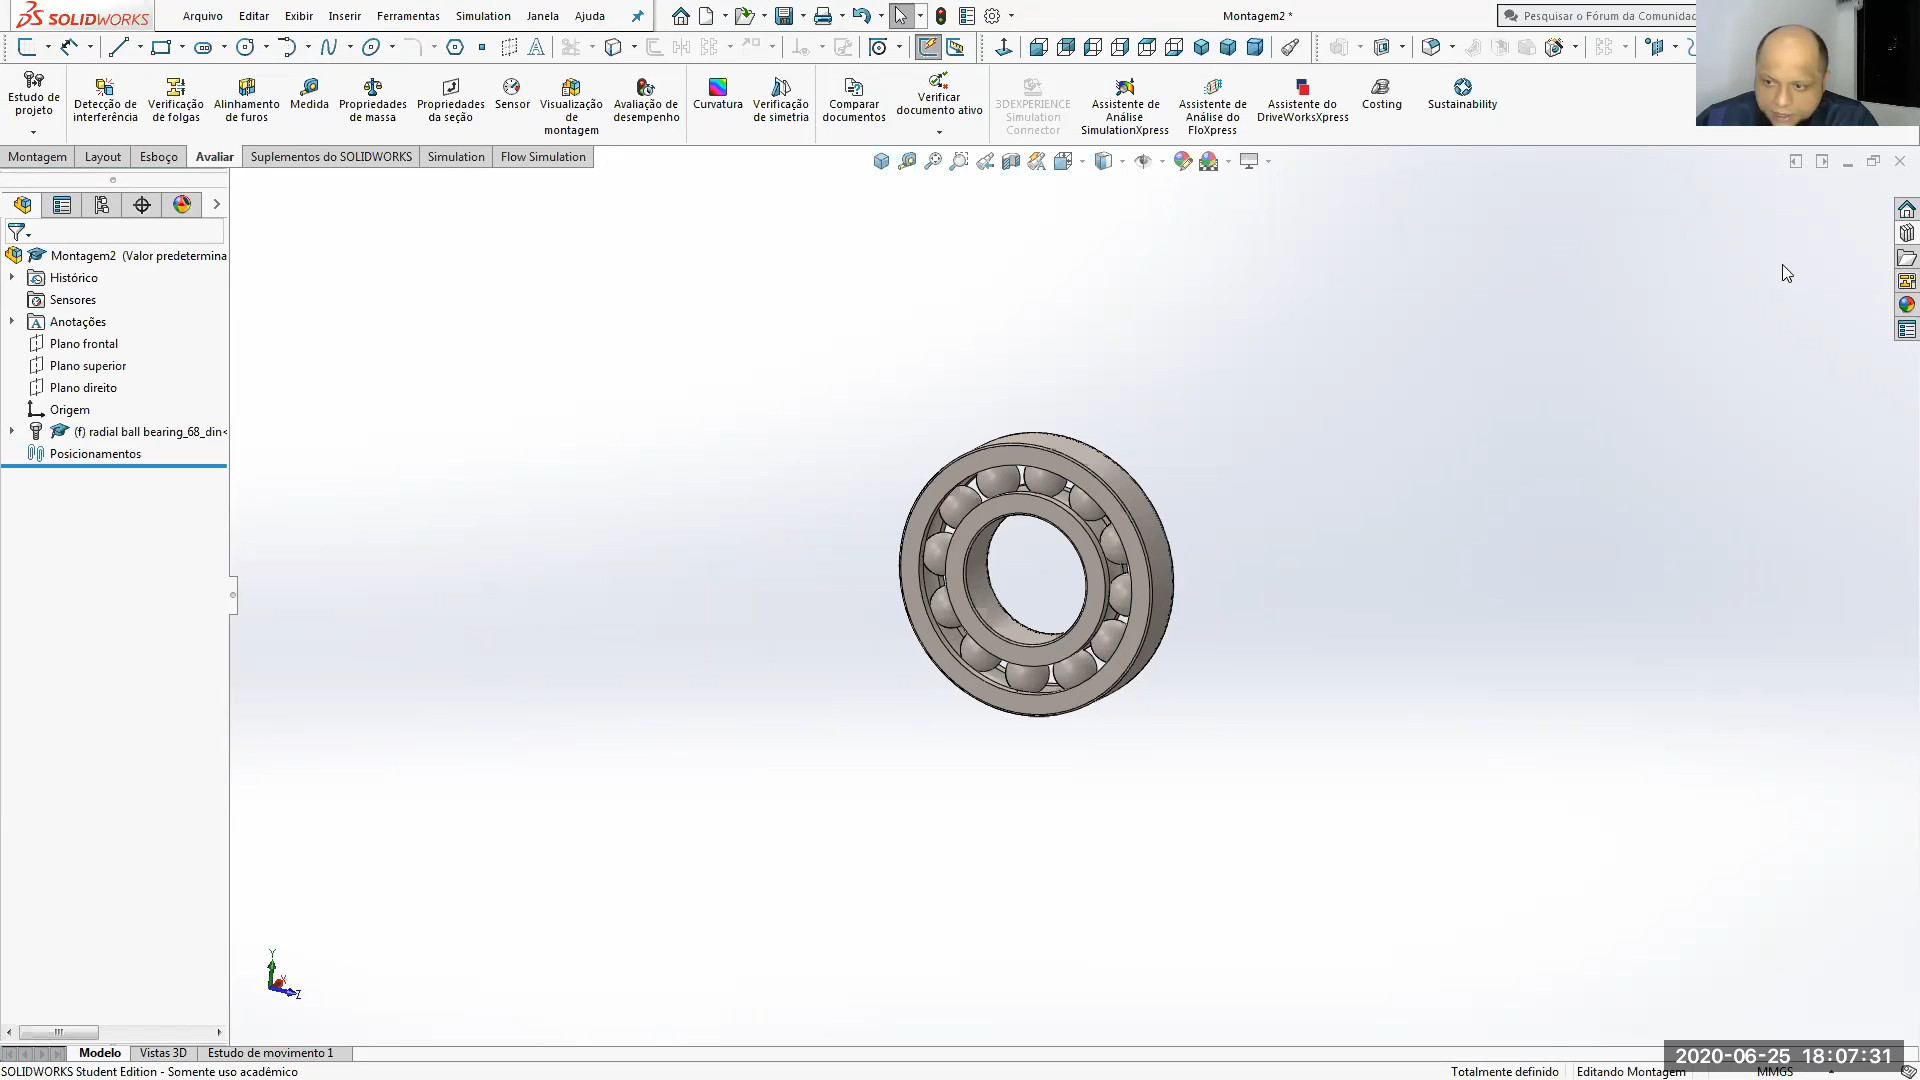 SOLIDWORKS
Arquivo Editar Exibir Inserir Ferramentas Simulation Janela Ajuda
Montagem2 *
Pesquisar o Fórum da Comunidac
Estudo de projeto
Detecção de interferência
Verificação de folgas
Alinhamento de furos
Medida
Propriedades de massa
Propriedades da seção
Sensor
Visualização de montagem
Avaliação de desempenho
Curvatura
Verificação de simetria
Comparar documentos
Verificar documento ativo
3DEXPERIENCE Simulation Connector
Assistente de Análise SimulationXpress
Assistente de Análise do FloXpress
Assistente do DriveWorksXpress
Costing
Sustainability
Montagem Layout Esboço Avaliar Suplementos do SOLIDWORKS Simulation Flow Simulation
Montagem2 (Valor predetermina
Histórico
Sensores
Anotações
Plano frontal
Plano superior
Plano direito
Origem
(f) radial ball bearing_68_din<
Posicionamentos
Y
X
Z
Modelo Vistas 3D Estudo de movimento 1
2020-06-25 18:07:31
SOLIDWORKS Student Edition - Somente uso acadêmico
Totalmente definido Editando Montagem MMGS